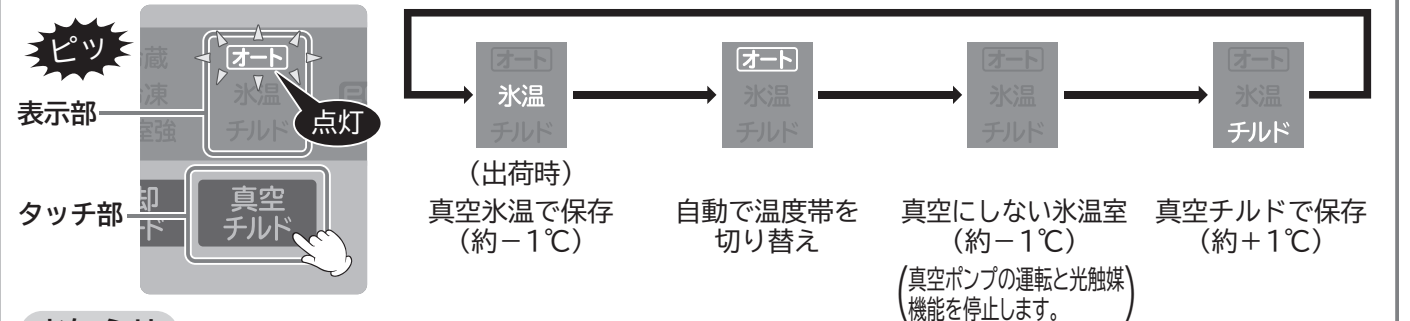 ピッ
表示部
オート
氷温
チルド
点灯
タッチ部
真空
チルド
オート
氷温
チルド
(出荷時)
真空氷温で保存
(約−1℃)
オート
氷温
チルド
自動で温度帯を
切り替え
オート
氷温
チルド
真空にしない氷温室
(約−1℃)
(真空ポンプの運転と光触媒
機能を停止します。)
オート
氷温
チルド
真空チルドで保存
(約+1℃)